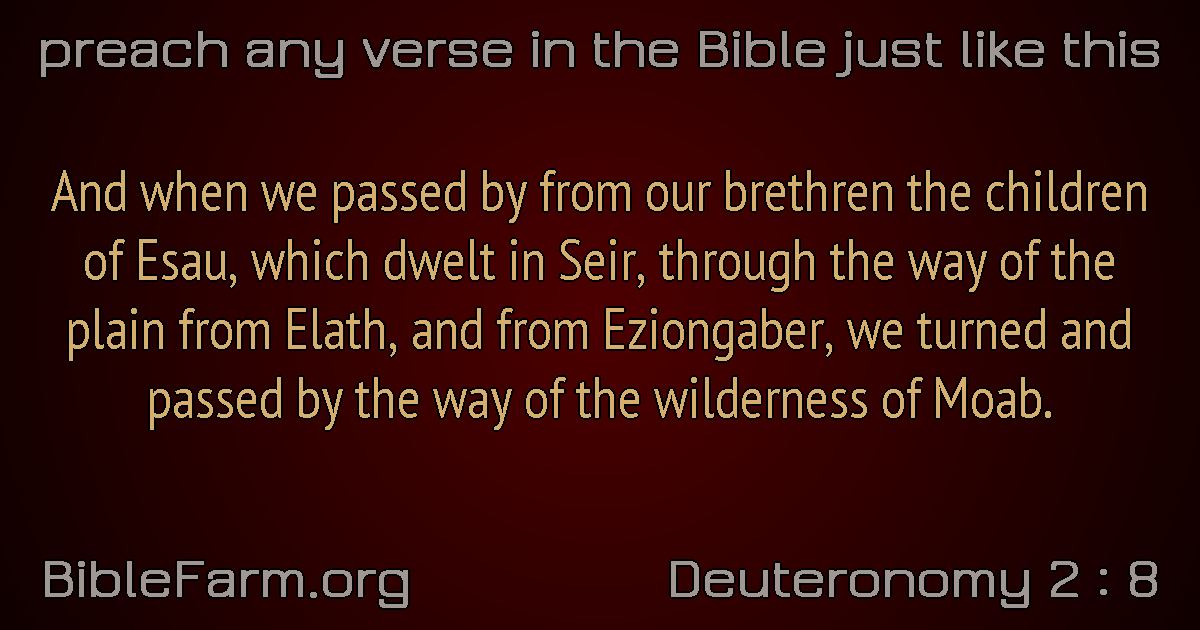 preach any verse in the Bible just like this
And when we passed by from our brethren the children
of Esau, which dwelt in Seir, through the way of the
plain from Elath, and from Eziongaber, we turned and
passed by the way of the wilderness of Moab.
BibleFarm.org
Deuteronomy 2 : 8